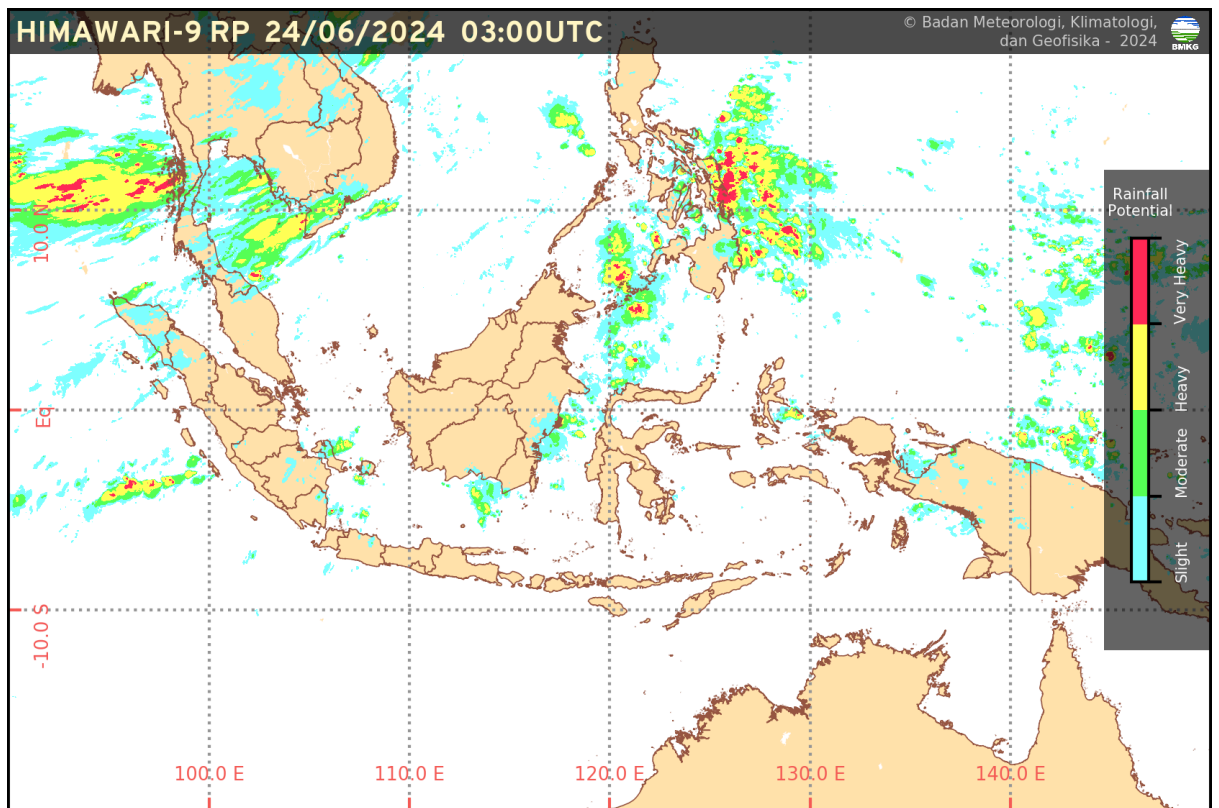 HIMAWARI-9 RP 24/06/2024 03:00UTC
© Badan Meteorologi, Klimatologi,
dan Geofisika - 2024
BMKG
Rainfall
Potential
Very Heavy
Heavy
Moderate
Slight
10.0 N
Eq
-10.0 S
100.0 E
110.0 E
120.0 E
130.0 E
140.0 E